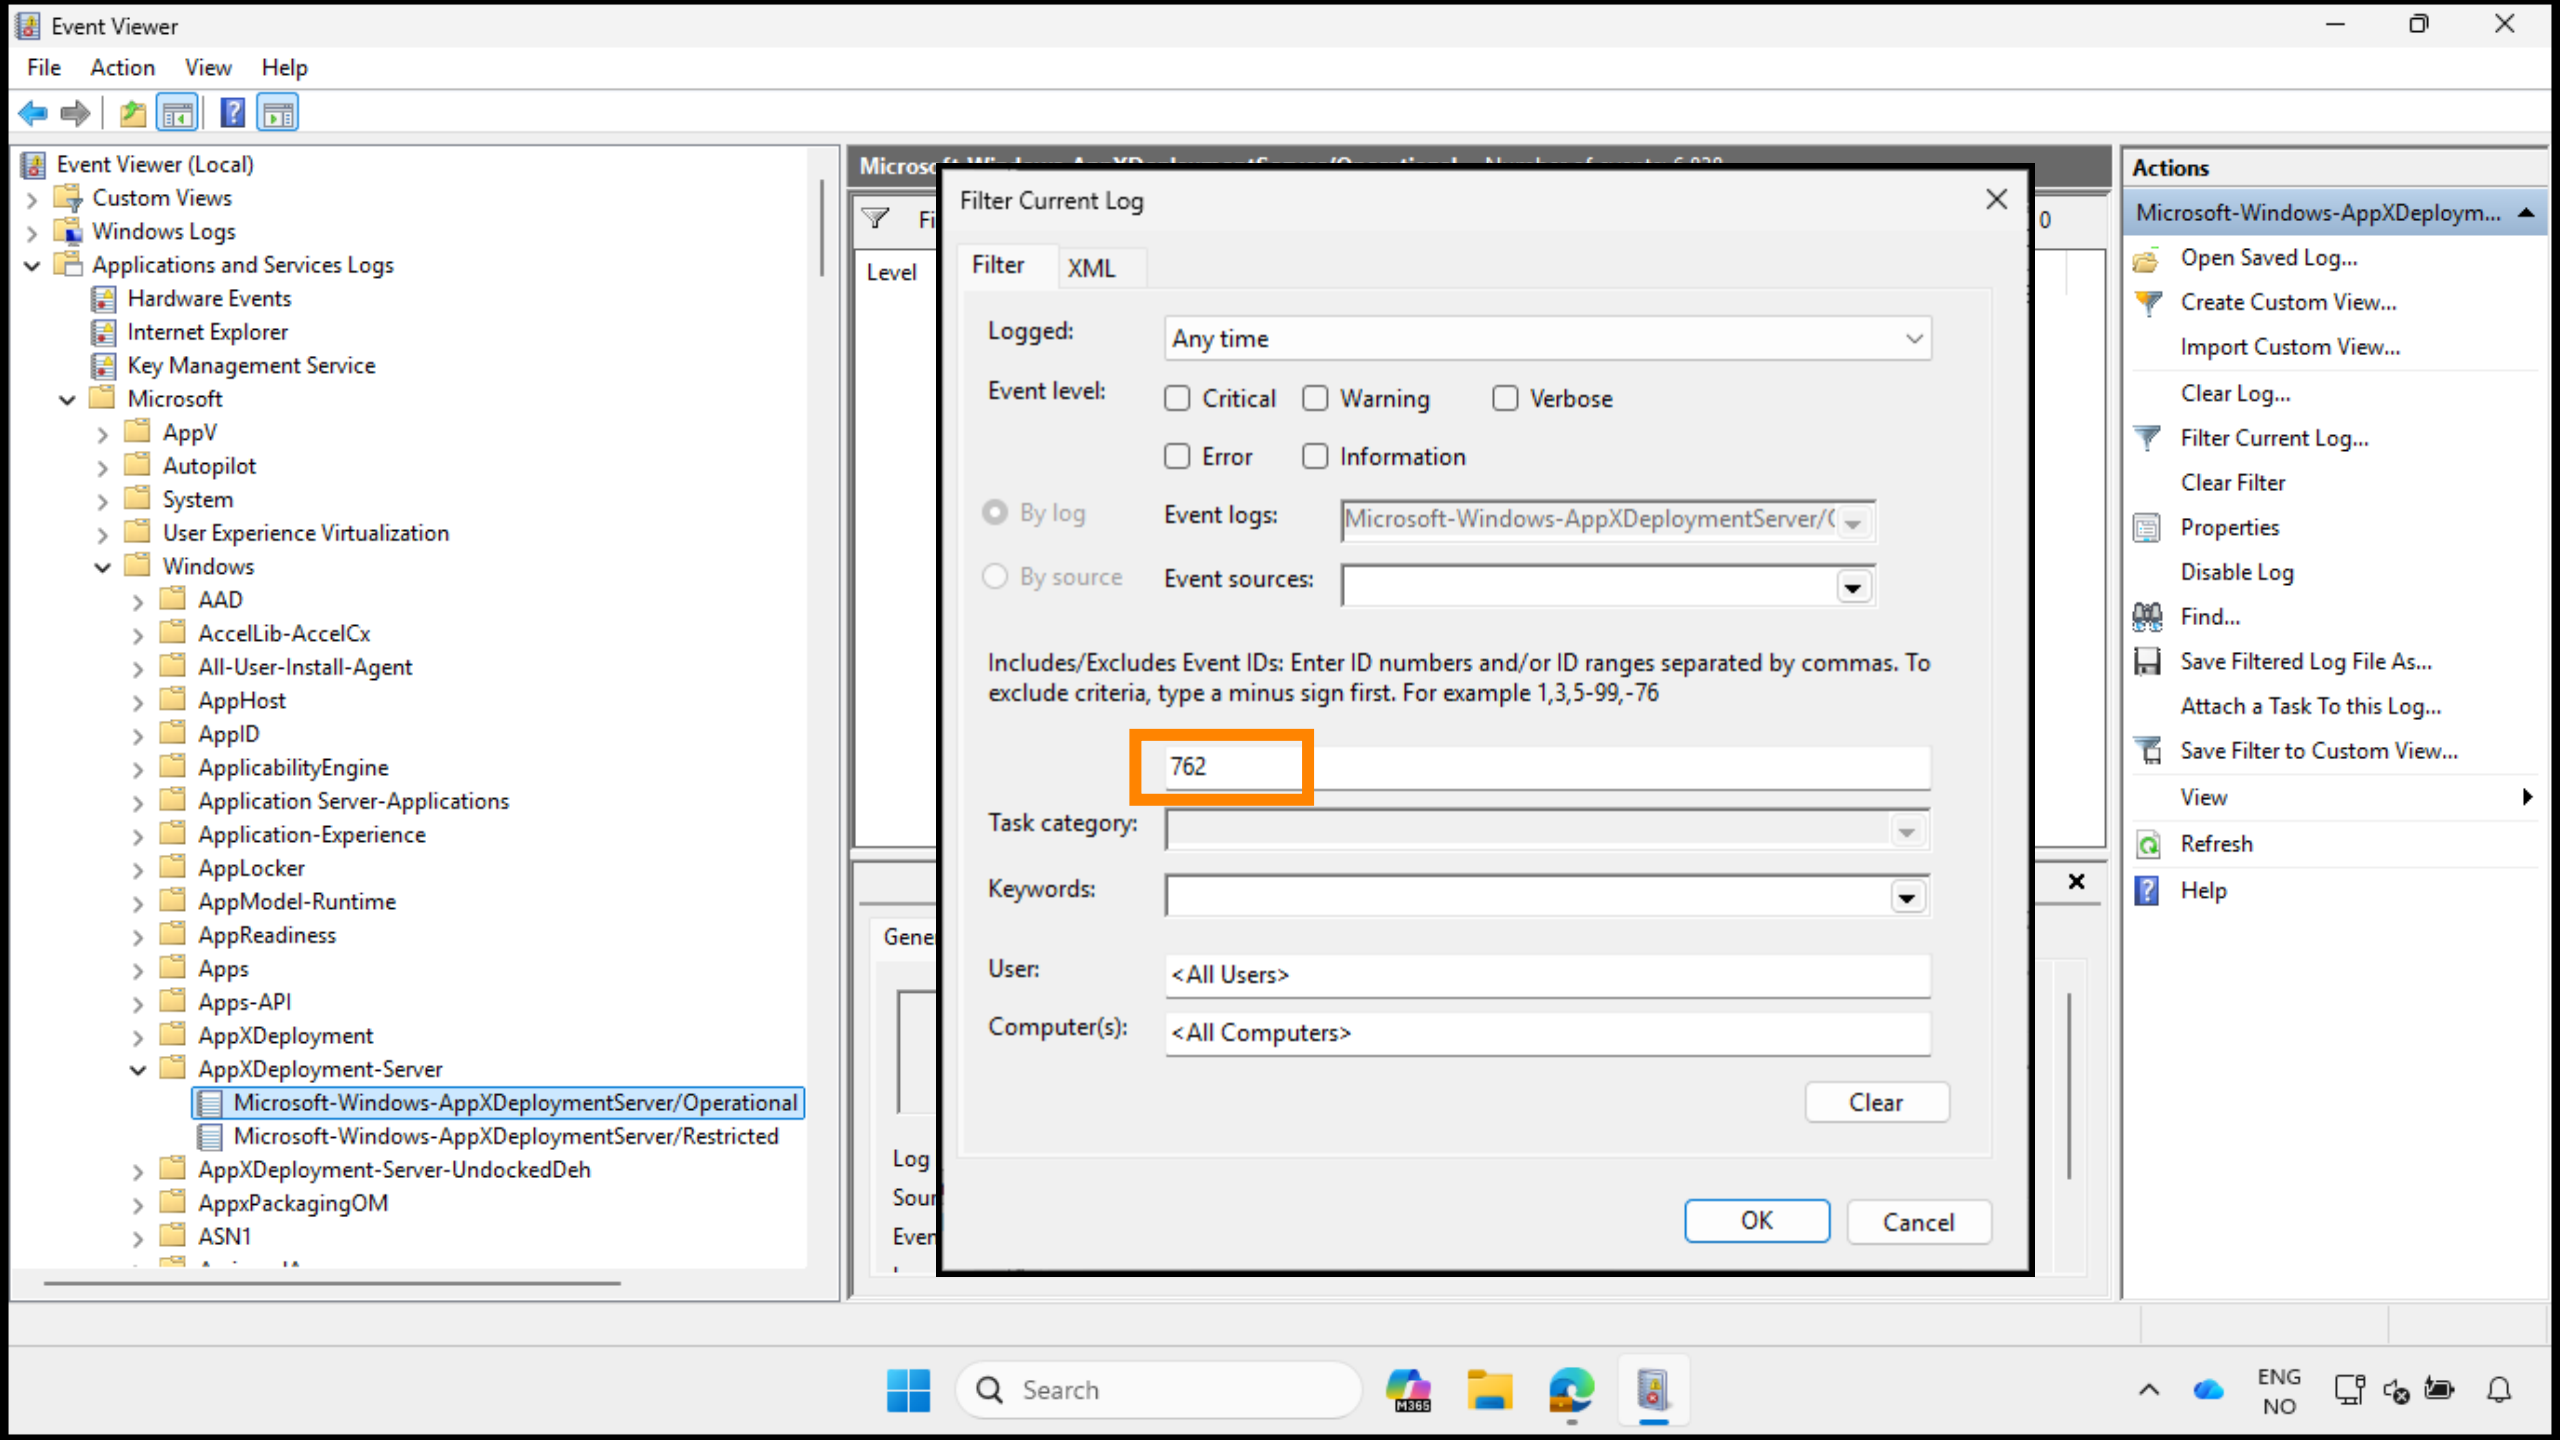 Event Viewer
File Action View Help
Event Viewer (Local)
Custom Views
Windows Logs
Applications and Services Logs
Hardware Events
Internet Explorer
Key Management Service
Microsoft
AppV
Autopilot
System
User Experience Virtualization
Windows
AAD
AccelLib-AccelCx
All-User-Install-Agent
AppHost
AppID
ApplicabilityEngine
Application Server-Applications
Application-Experience
AppLocker
AppModel-Runtime
AppReadiness
Apps
Apps-API
AppXDeployment
AppXDeployment-Server
Microsoft-Windows-AppXDeploymentServer/Operational
Microsoft-Windows-AppXDeploymentServer/Restricted
AppXDeployment-Server-UndockedDeh
AppxPackagingOM
ASN1
Level
0
Filter Current Log
Filter XML
Logged: Any time
Event level: Critical Warning Verbose
Error Information
By log Event logs: Microsoft-Windows-AppXDeploymentServer/(
By source Event sources:
Includes/Excludes Event IDs: Enter ID numbers and/or ID ranges separated by commas. To
exclude criteria, type a minus sign first. For example 1,3,5-99,-76
762
Task category:
Keywords:
User: <All Users>
Computer(s): <All Computers>
Clear
OK Cancel
Gene
Log
Sour
Even
Actions
Microsoft-Windows-AppXDeploym...
Open Saved Log...
Create Custom View...
Import Custom View...
Clear Log...
Filter Current Log...
Clear Filter
Properties
Disable Log
Find...
Save Filtered Log File As...
Attach a Task To this Log...
Save Filter to Custom View...
View
Refresh
Help
Search
M365
ENG
NO